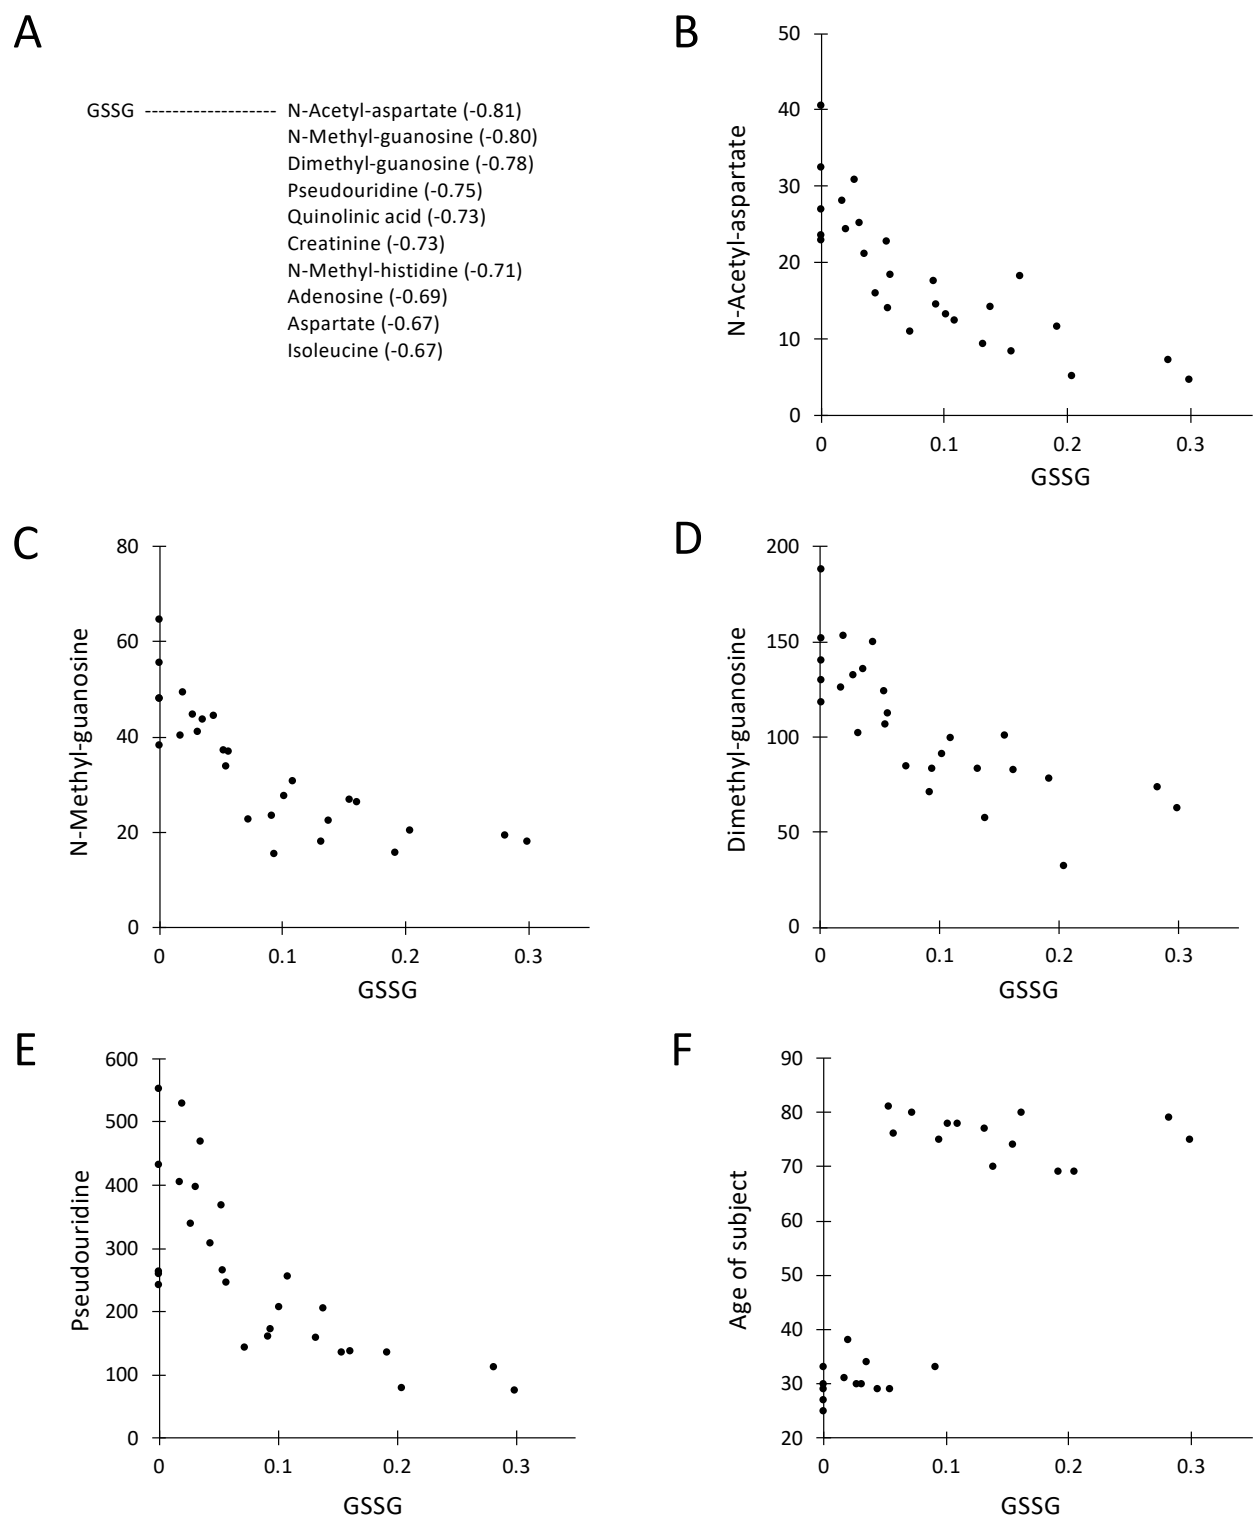 A
GSSG ---------------------- N-Acetyl-aspartate (-0.81)
N-Methyl-guanosine (-0.80)
Dimethyl-guanosine (-0.78)
Pseudouridine (-0.75)
Quinolinic acid (-0.73)
Creatinine (-0.73)
N-Methyl-histidine (-0.71)
Adenosine (-0.69)
Aspartate (-0.67)
Isoleucine (-0.67)
B
N-Acetyl-aspartate
50
40
30
20
10
0
0 0.1 0.2 0.3
GSSG
C
N-Methyl-guanosine
80
60
40
20
0
0 0.1 0.2 0.3
GSSG
D
Dimethyl-guanosine
200
150
100
50
0
0 0.1 0.2 0.3
GSSG
E
Pseudouridine
600
500
400
300
200
100
0
0 0.1 0.2 0.3
GSSG
F
Age of subject
90
80
70
60
50
40
30
20
0 0.1 0.2 0.3
GSSG